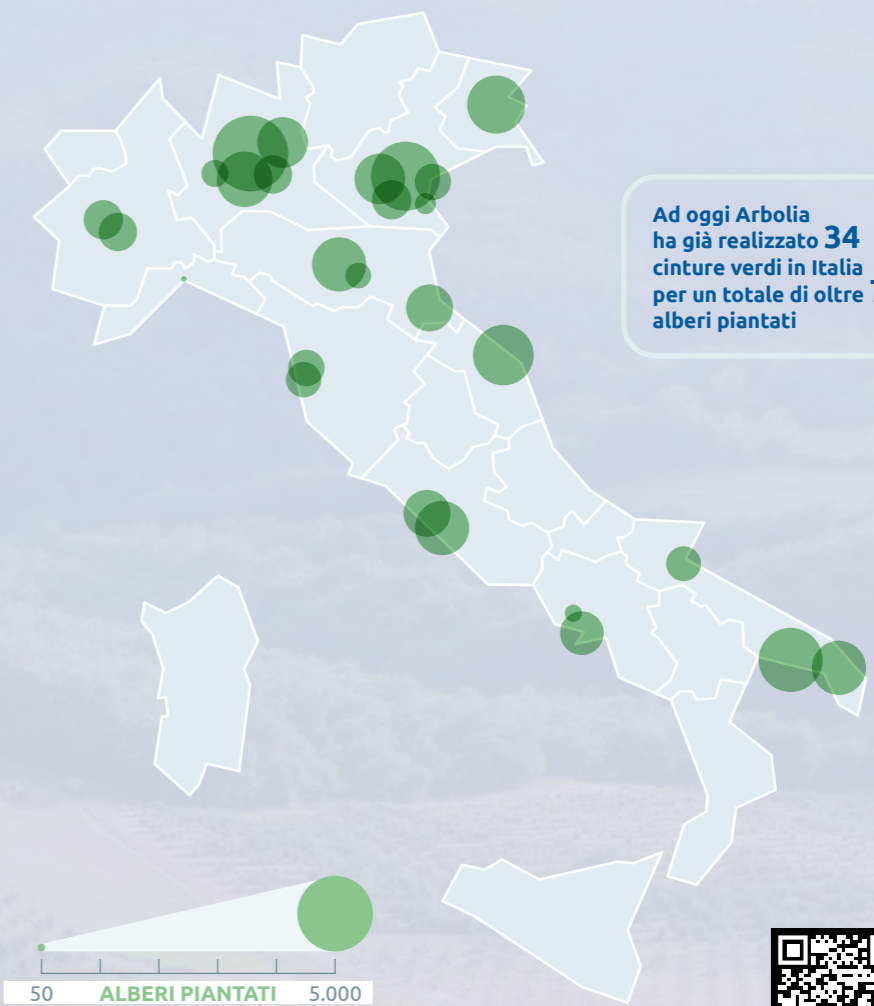 Ad oggi Arbolia
ha già realizzato 34
cinture verdi in Italia
per un totale di oltre
alberi piantati
50 ALBERI PIANTATI 5.000